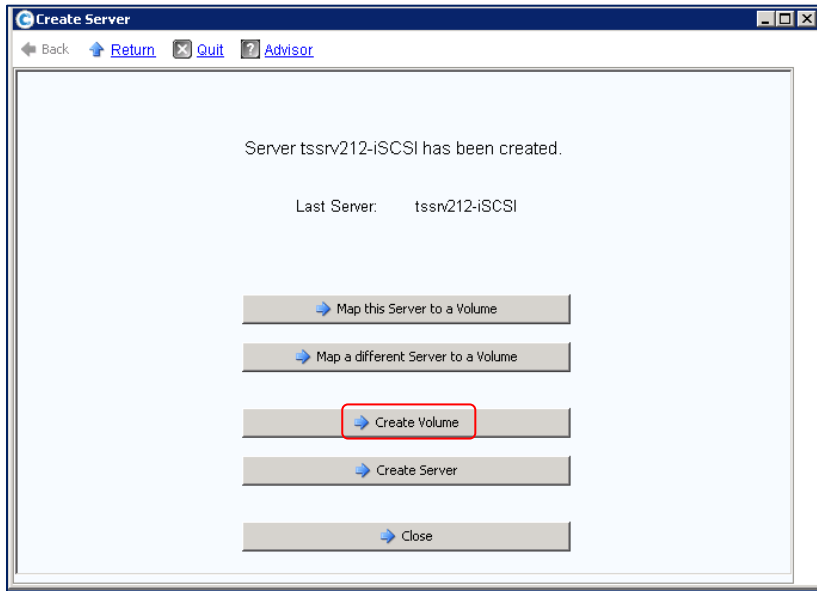 Create Server
Back Return Quit Advisor
Server tssrv212-iSCSI has been created.
Last Server: tssrv212-iSCSI
Map this Server to a Volume
Map a different Server to a Volume
Create Volume
Create Server
Close